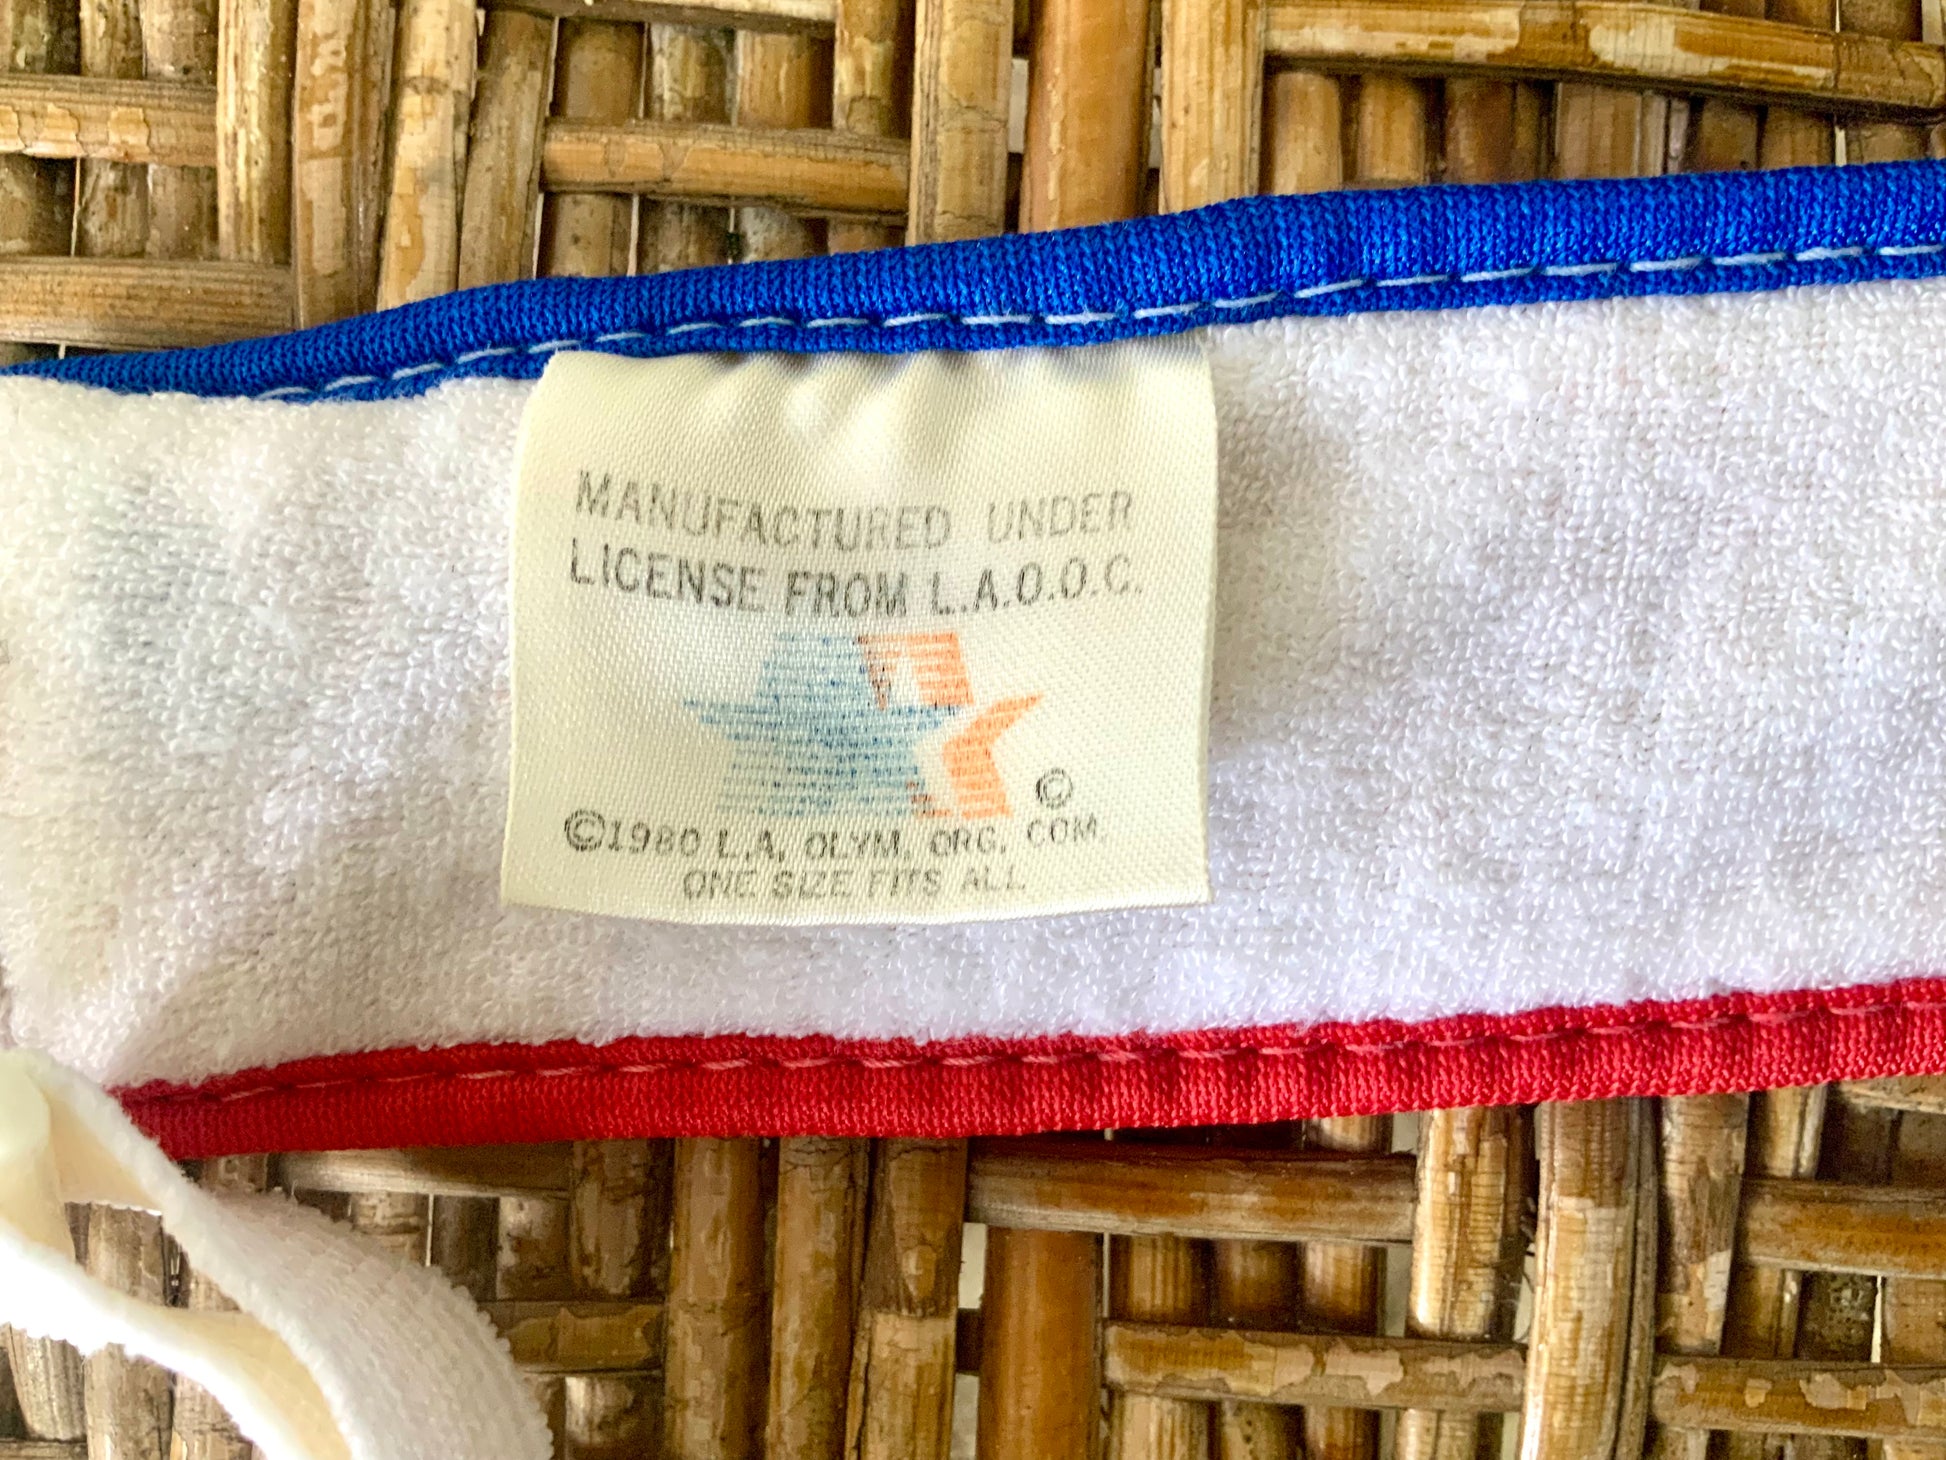 MANUFACTURED UNDER
LICENSE FROM L.A.O.O.C.
©
©1980 L.A. OLYM. ORG. COM.
ONE SIZE FITS ALL